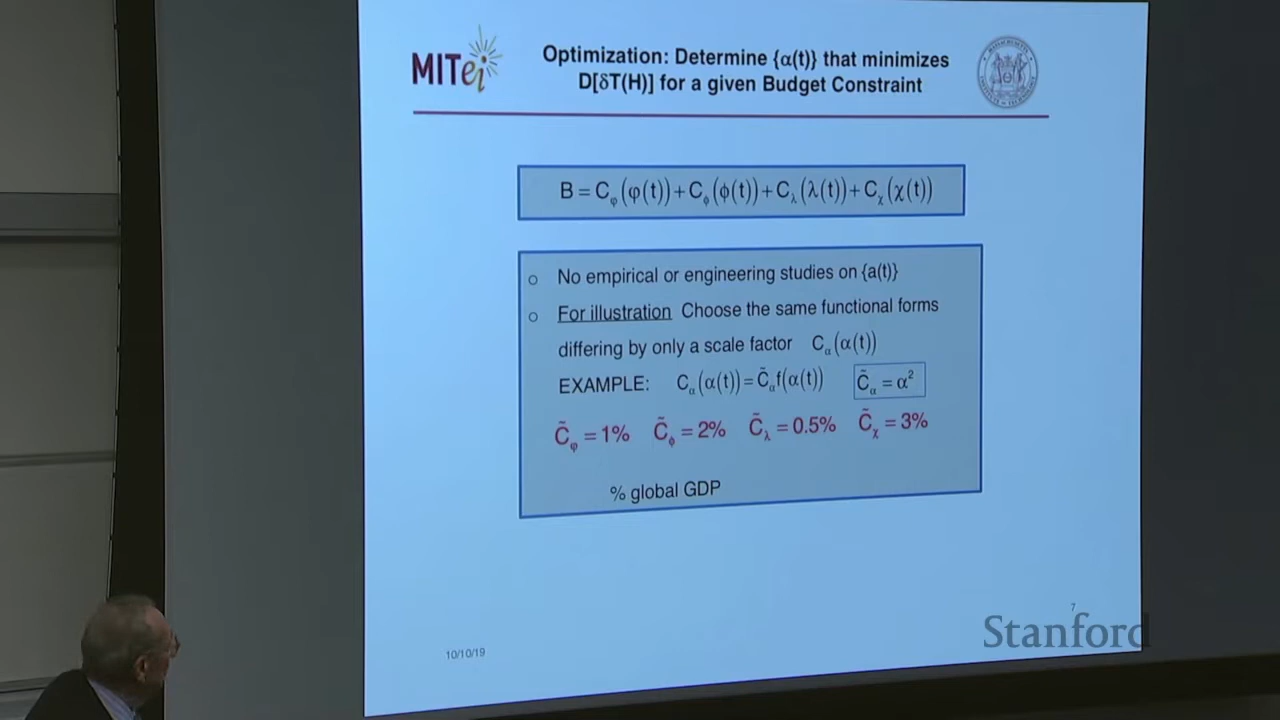 MITei
Optimization: Determine {α(t)} that minimizes
D[δT(H)] for a given Budget Constraint
B = C_φ(φ(t)) + C_ϕ(ϕ(t)) + C_λ(λ(t)) + C_χ(χ(t))
○ No empirical or engineering studies on {a(t)}
○ For illustration Choose the same functional forms
differing by only a scale factor C_α(α(t))
EXAMPLE: C_α(α(t)) = C̃_α f(α(t)) C̃_α = α²
C̃_φ = 1% C̃_ϕ = 2% C̃_λ = 0.5% C̃_χ = 3%
% global GDP
7
Stanford
10/10/19